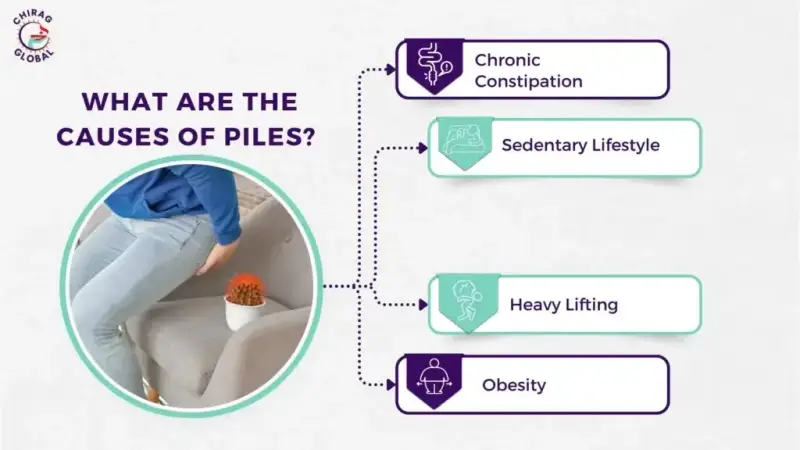 CHIRAG
GLOBAL
WHAT ARE THE
CAUSES OF PILES?
Chronic
Constipation
Sedentary Lifestyle
Heavy Lifting
Obesity